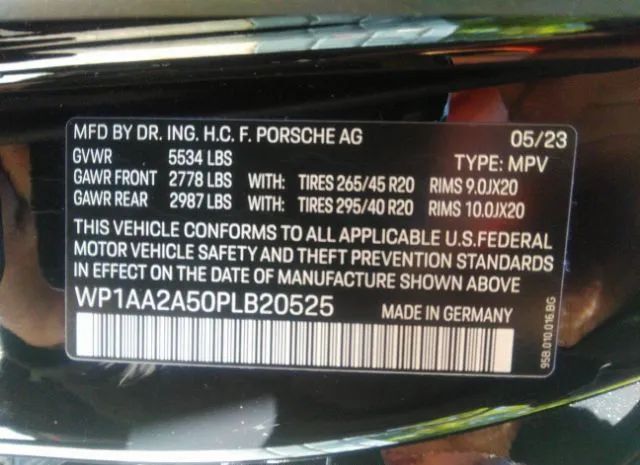 MFD BY DR. ING. H.C. F. PORSCHE AG 05/23
GVWR 5534 LBS TYPE: MPV
GAWR FRONT 2778 LBS WITH: TIRES 265/45 R20 RIMS 9.0JX20
GAWR REAR 2987 LBS WITH: TIRES 295/40 R20 RIMS 10.0JX20
THIS VEHICLE CONFORMS TO ALL APPLICABLE U.S.FEDERAL
MOTOR VEHICLE SAFETY AND THEFT PREVENTION STANDARDS
IN EFFECT ON THE DATE OF MANUFACTURE SHOWN ABOVE
WP1AA2A50PLB20525 MADE IN GERMANY
95B.010.016.BG